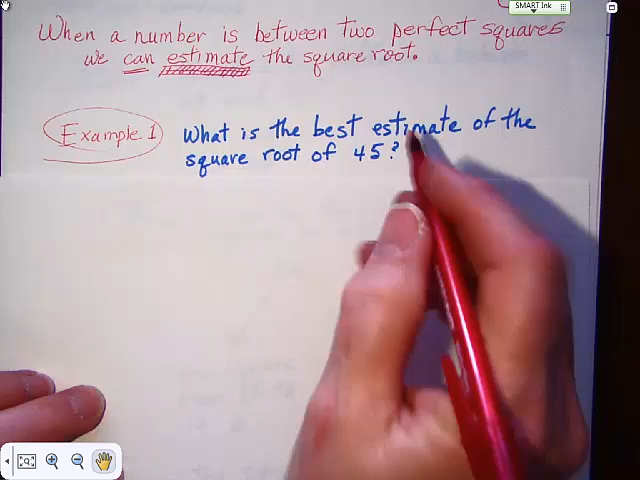 SMART Ink
When a number is between two perfect squares
we can estimate the square root.
Example 1 What is the best estimate of the
square root of 45?